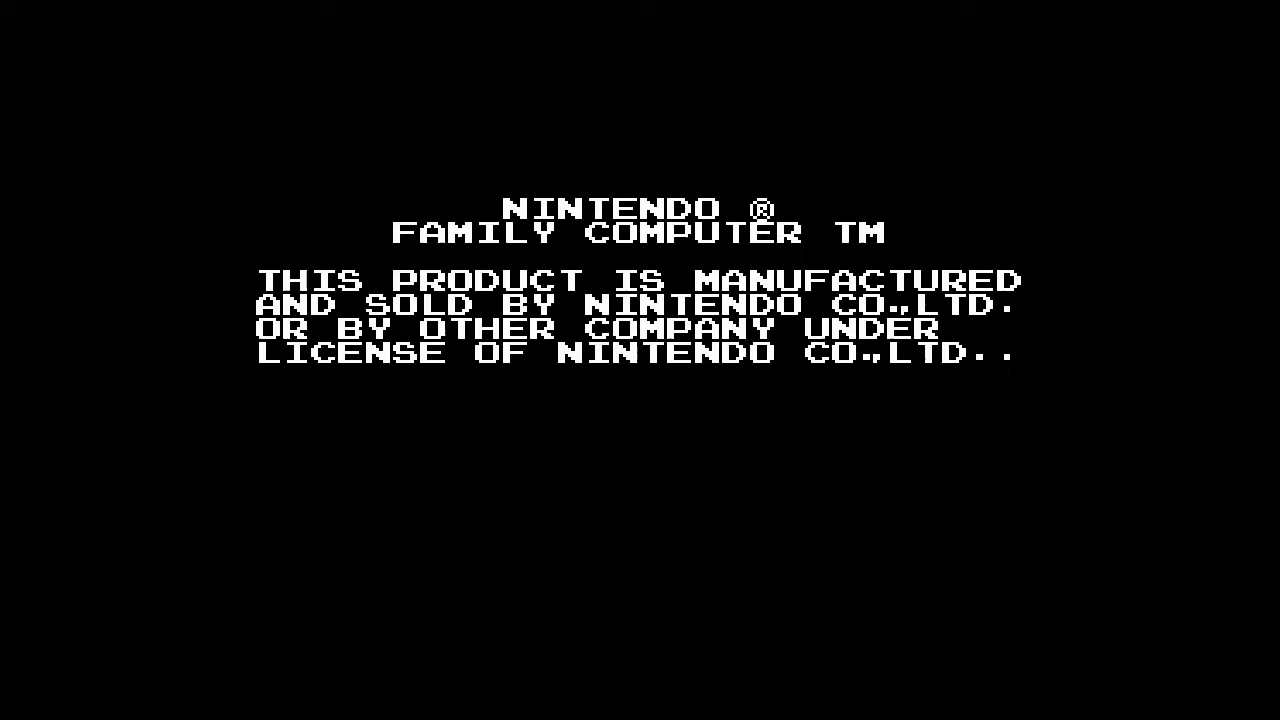 NINTENDO ®
FAMILY COMPUTER TM
THIS PRODUCT IS MANUFACTURED
AND SOLD BY NINTENDO CO.,LTD.
OR BY OTHER COMPANY UNDER
LICENSE OF NINTENDO CO.,LTD..